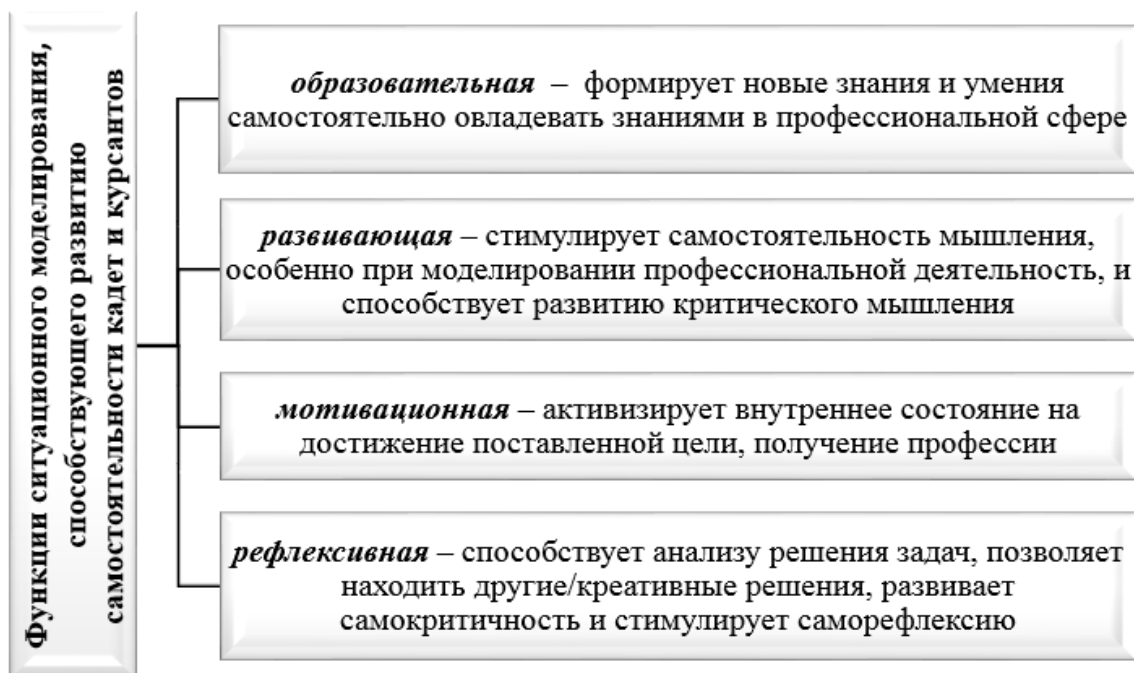 Функции ситуационного моделирования,
способствующего развитию
самостоятельности кадет и курсантов
образовательная – формирует новые знания и умения
самостоятельно овладевать знаниями в профессиональной сфере
развивающая – стимулирует самостоятельность мышления,
особенно при моделировании профессиональной деятельность, и
способствует развитию критического мышления
мотивационная – активизирует внутреннее состояние на
достижение поставленной цели, получение профессии
рефлексивная – способствует анализу решения задач, позволяет
находить другие/креативные решения, развивает
самокритичность и стимулирует саморефлексию